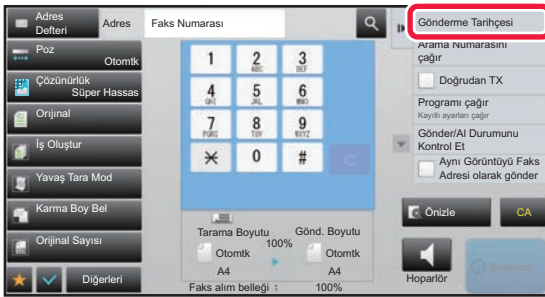 Adres
Defteri
Adres
Faks Numarası
Poz
Otomtk
Çözünürlük
Süper Hassas
Orijinal
İş Oluştur
Yavaş Tara Mod
Karma Boy Bel
Orijinal Sayısı
Diğerleri
1
2
ABC
3
DEF
4
GHI
5
JKL
6
MNO
7
PQRS
8
TUV
9
WXYZ
0
#
C
Tarama Boyutu
Otomtk
A4
100%
Gönd. Boyutu
Otomtk
A4
Faks alım belleği :
100%
Gönderme Tarihçesi
Arama Numarasını
çağır
Doğrudan TX
Programı çağır
Kayıtlı ayarları çağır
Gönder/Al Durumunu
Kontrol Et
Aynı Görüntüyü Faks
Adresi olarak gönder
Önizle
CA
Hoparlör